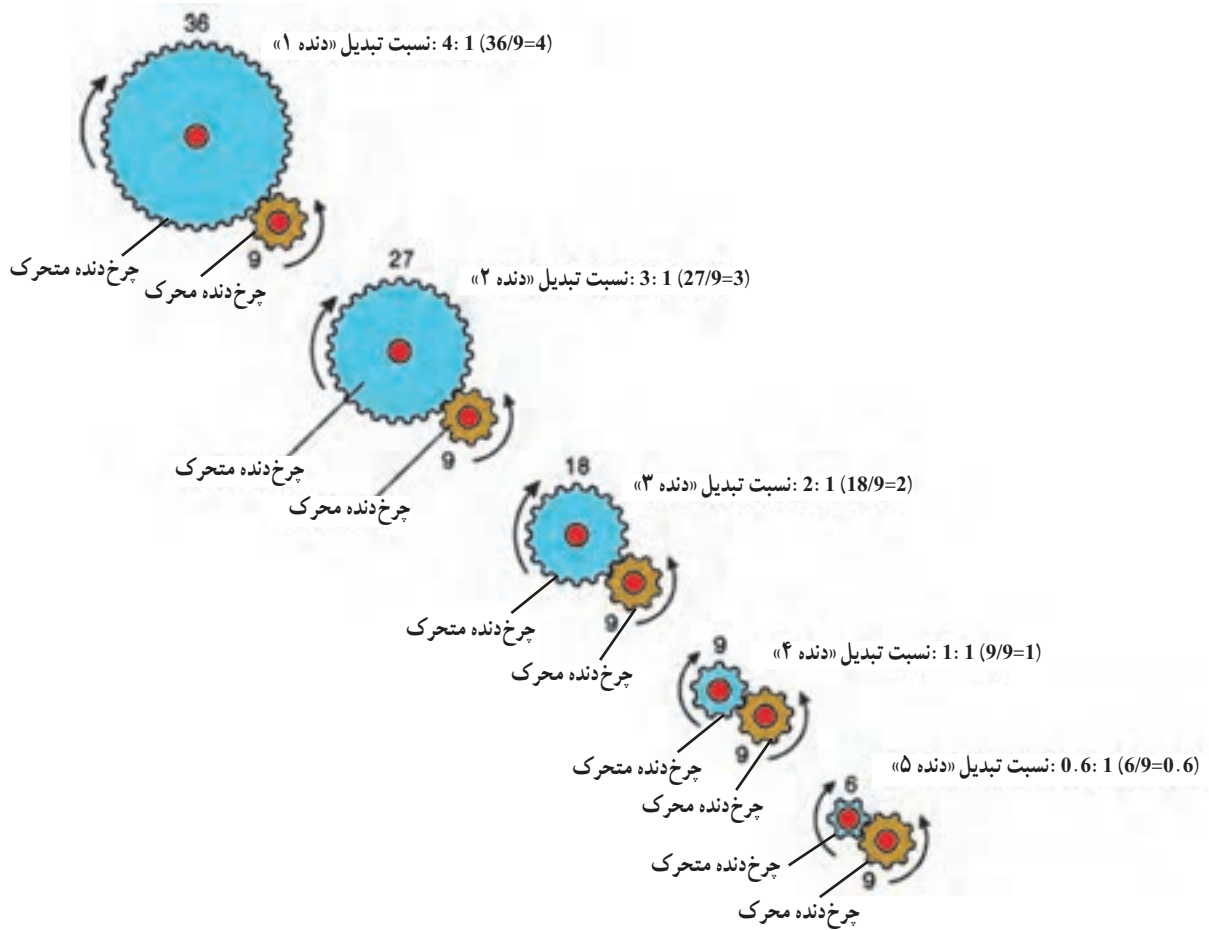 36
نسبت تبدیل «دنده ۱»: 4: 1 (36/9=4)
9
چرخ‌دنده متحرک
چرخ‌دنده محرک
27
نسبت تبدیل «دنده ۲»: 3: 1 (27/9=3)
9
چرخ‌دنده متحرک
چرخ‌دنده محرک
18
نسبت تبدیل «دنده ۳»: 2: 1 (18/9=2)
9
چرخ‌دنده متحرک
چرخ‌دنده محرک
9
نسبت تبدیل «دنده ۴»: 1: 1 (9/9=1)
9
چرخ‌دنده متحرک
چرخ‌دنده محرک
6
نسبت تبدیل «دنده ۵»: 0.6: 1 (6/9=0.6)
9
چرخ‌دنده متحرک
چرخ‌دنده محرک